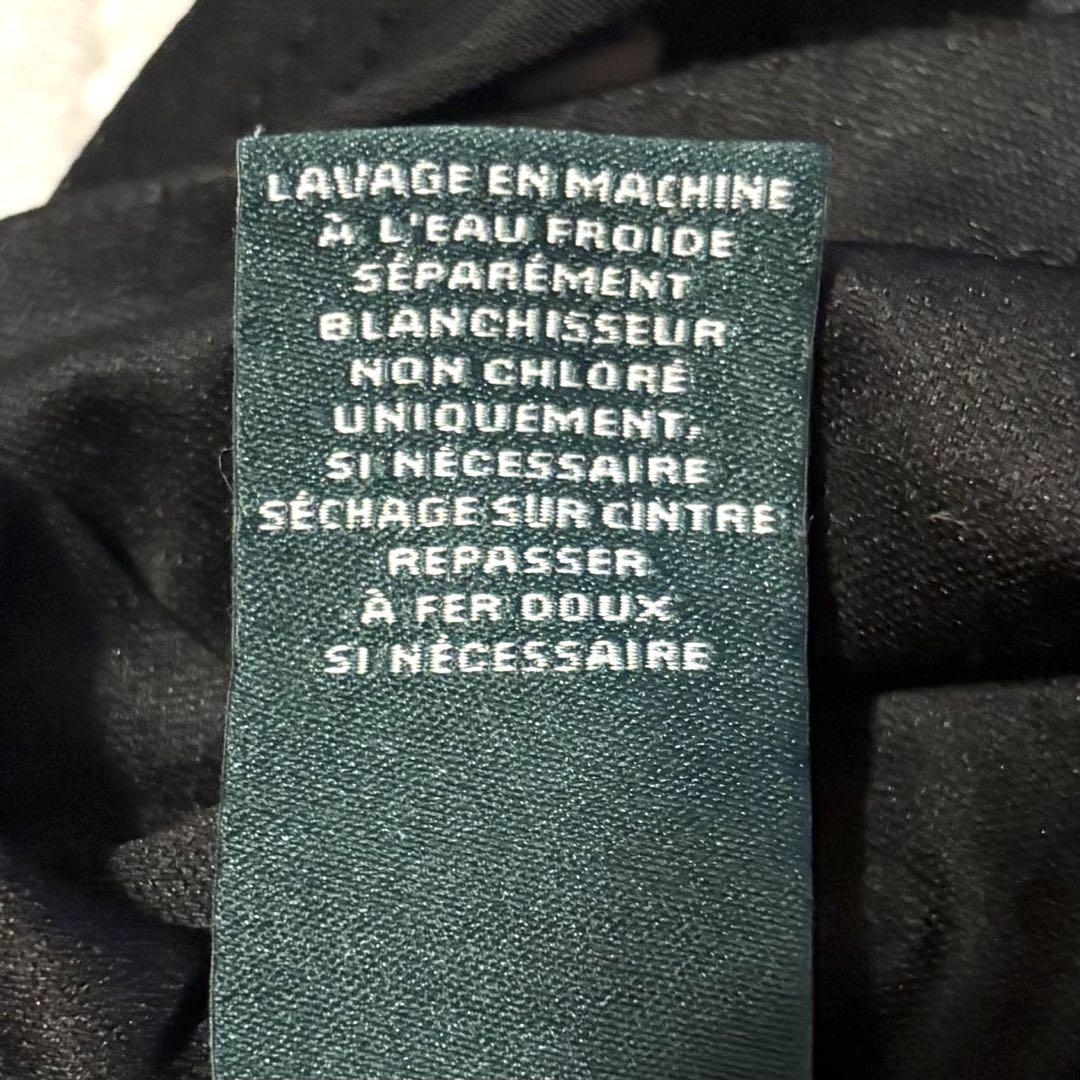 LAVAGE EN MACHINE
À L'EAU FROIDE
SÉPARÉMENT
BLANCHISSEUR
NON CHLORÉ
UNIQUEMENT,
SI NÉCESSAIRE
SÉCHAGE SUR CINTRE
REPASSER
À FER DOUX
SI NÉCESSAIRE